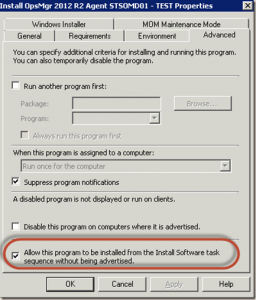 Install OpsMgr 2012 R2 Agent STSOMD01 - TEST Properties
Windows Installer
MOM Maintenance Mode
General
Requirements
Environment
Advanced
You can specify additional criteria for installing and running this program.
You can also temporarily disable the program.
Run another program first:
Package:
Browse...
Program:
Always run this program first
When this program is assigned to a computer:
Run once for the computer
Suppress program notifications
A disabled program is not displayed or run on clients.
Disable this program on computers where it is advertised.
Allow this program to be installed from the Install Software task
sequence without being advertised.
OK
Cancel
Apply
Help